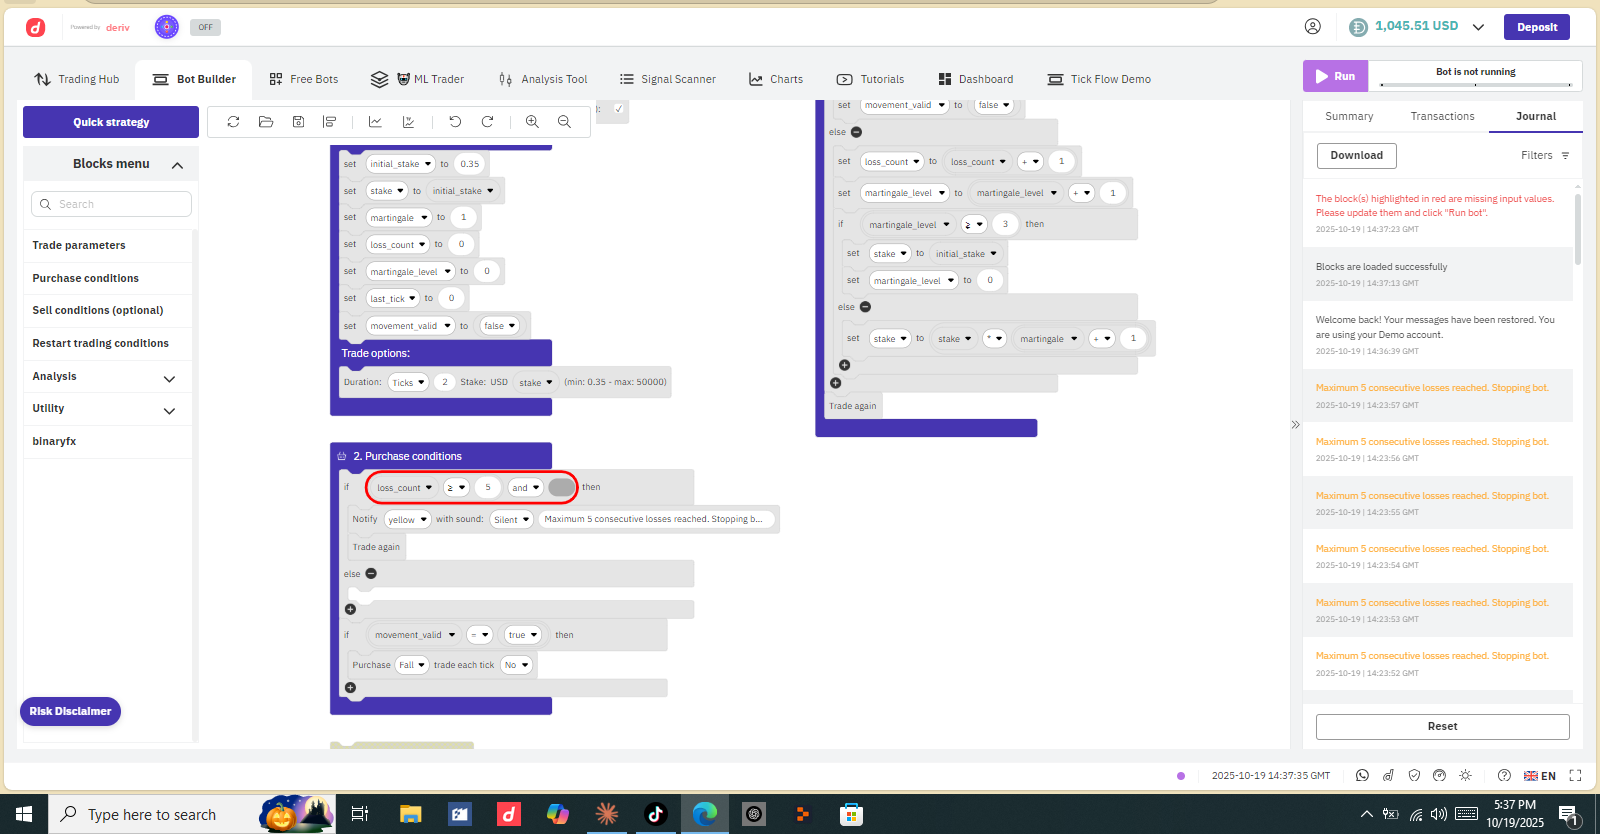 Powered by deriv
OFF
1,045.51 USD
Deposit
Trading Hub
Bot Builder
Free Bots
ML Trader
Analysis Tool
Signal Scanner
Charts
Tutorials
Dashboard
Tick Flow Demo
Run
Bot is not running
Quick strategy
Blocks menu
Search
Trade parameters
Purchase conditions
Sell conditions (optional)
Restart trading conditions
Analysis
Utility
binaryfx
Risk Disclaimer
set initial_stake to 0.35
set stake to initial_stake
set martingale to 1
set loss_count to 0
set martingale_level to 0
set last_tick to 0
set movement_valid to false
Trade options:
Duration: Ticks 2 Stake: USD stake (min: 0.35 - max: 50000)
2. Purchase conditions
if loss_count ≥ 5 and then
Notify yellow with sound: Silent Maximum 5 consecutive losses reached. Stopping b...
Trade again
else
if movement_valid = true then
Purchase Fall trade each tick No
):
set movement_valid to false
else
set loss_count to loss_count + 1
set martingale_level to martingale_level + 1
if martingale_level ≥ 3 then
set stake to initial_stake
set martingale_level to 0
else
set stake to stake * martingale + 1
Trade again
Summary
Transactions
Journal
Download
Filters
The block(s) highlighted in red are missing input values.
Please update them and click "Run bot".
2025-10-19 | 14:37:23 GMT
Blocks are loaded successfully
2025-10-19 | 14:37:13 GMT
Welcome back! Your messages have been restored. You
are using your Demo account.
2025-10-19 | 14:36:39 GMT
Maximum 5 consecutive losses reached. Stopping bot.
2025-10-19 | 14:23:57 GMT
Maximum 5 consecutive losses reached. Stopping bot.
2025-10-19 | 14:23:56 GMT
Maximum 5 consecutive losses reached. Stopping bot.
2025-10-19 | 14:23:55 GMT
Maximum 5 consecutive losses reached. Stopping bot.
2025-10-19 | 14:23:54 GMT
Maximum 5 consecutive losses reached. Stopping bot.
2025-10-19 | 14:23:53 GMT
Maximum 5 consecutive losses reached. Stopping bot.
2025-10-19 | 14:23:52 GMT
Reset
2025-10-19 14:37:35 GMT
EN
Type here to search
5:37 PM
10/19/2025
1